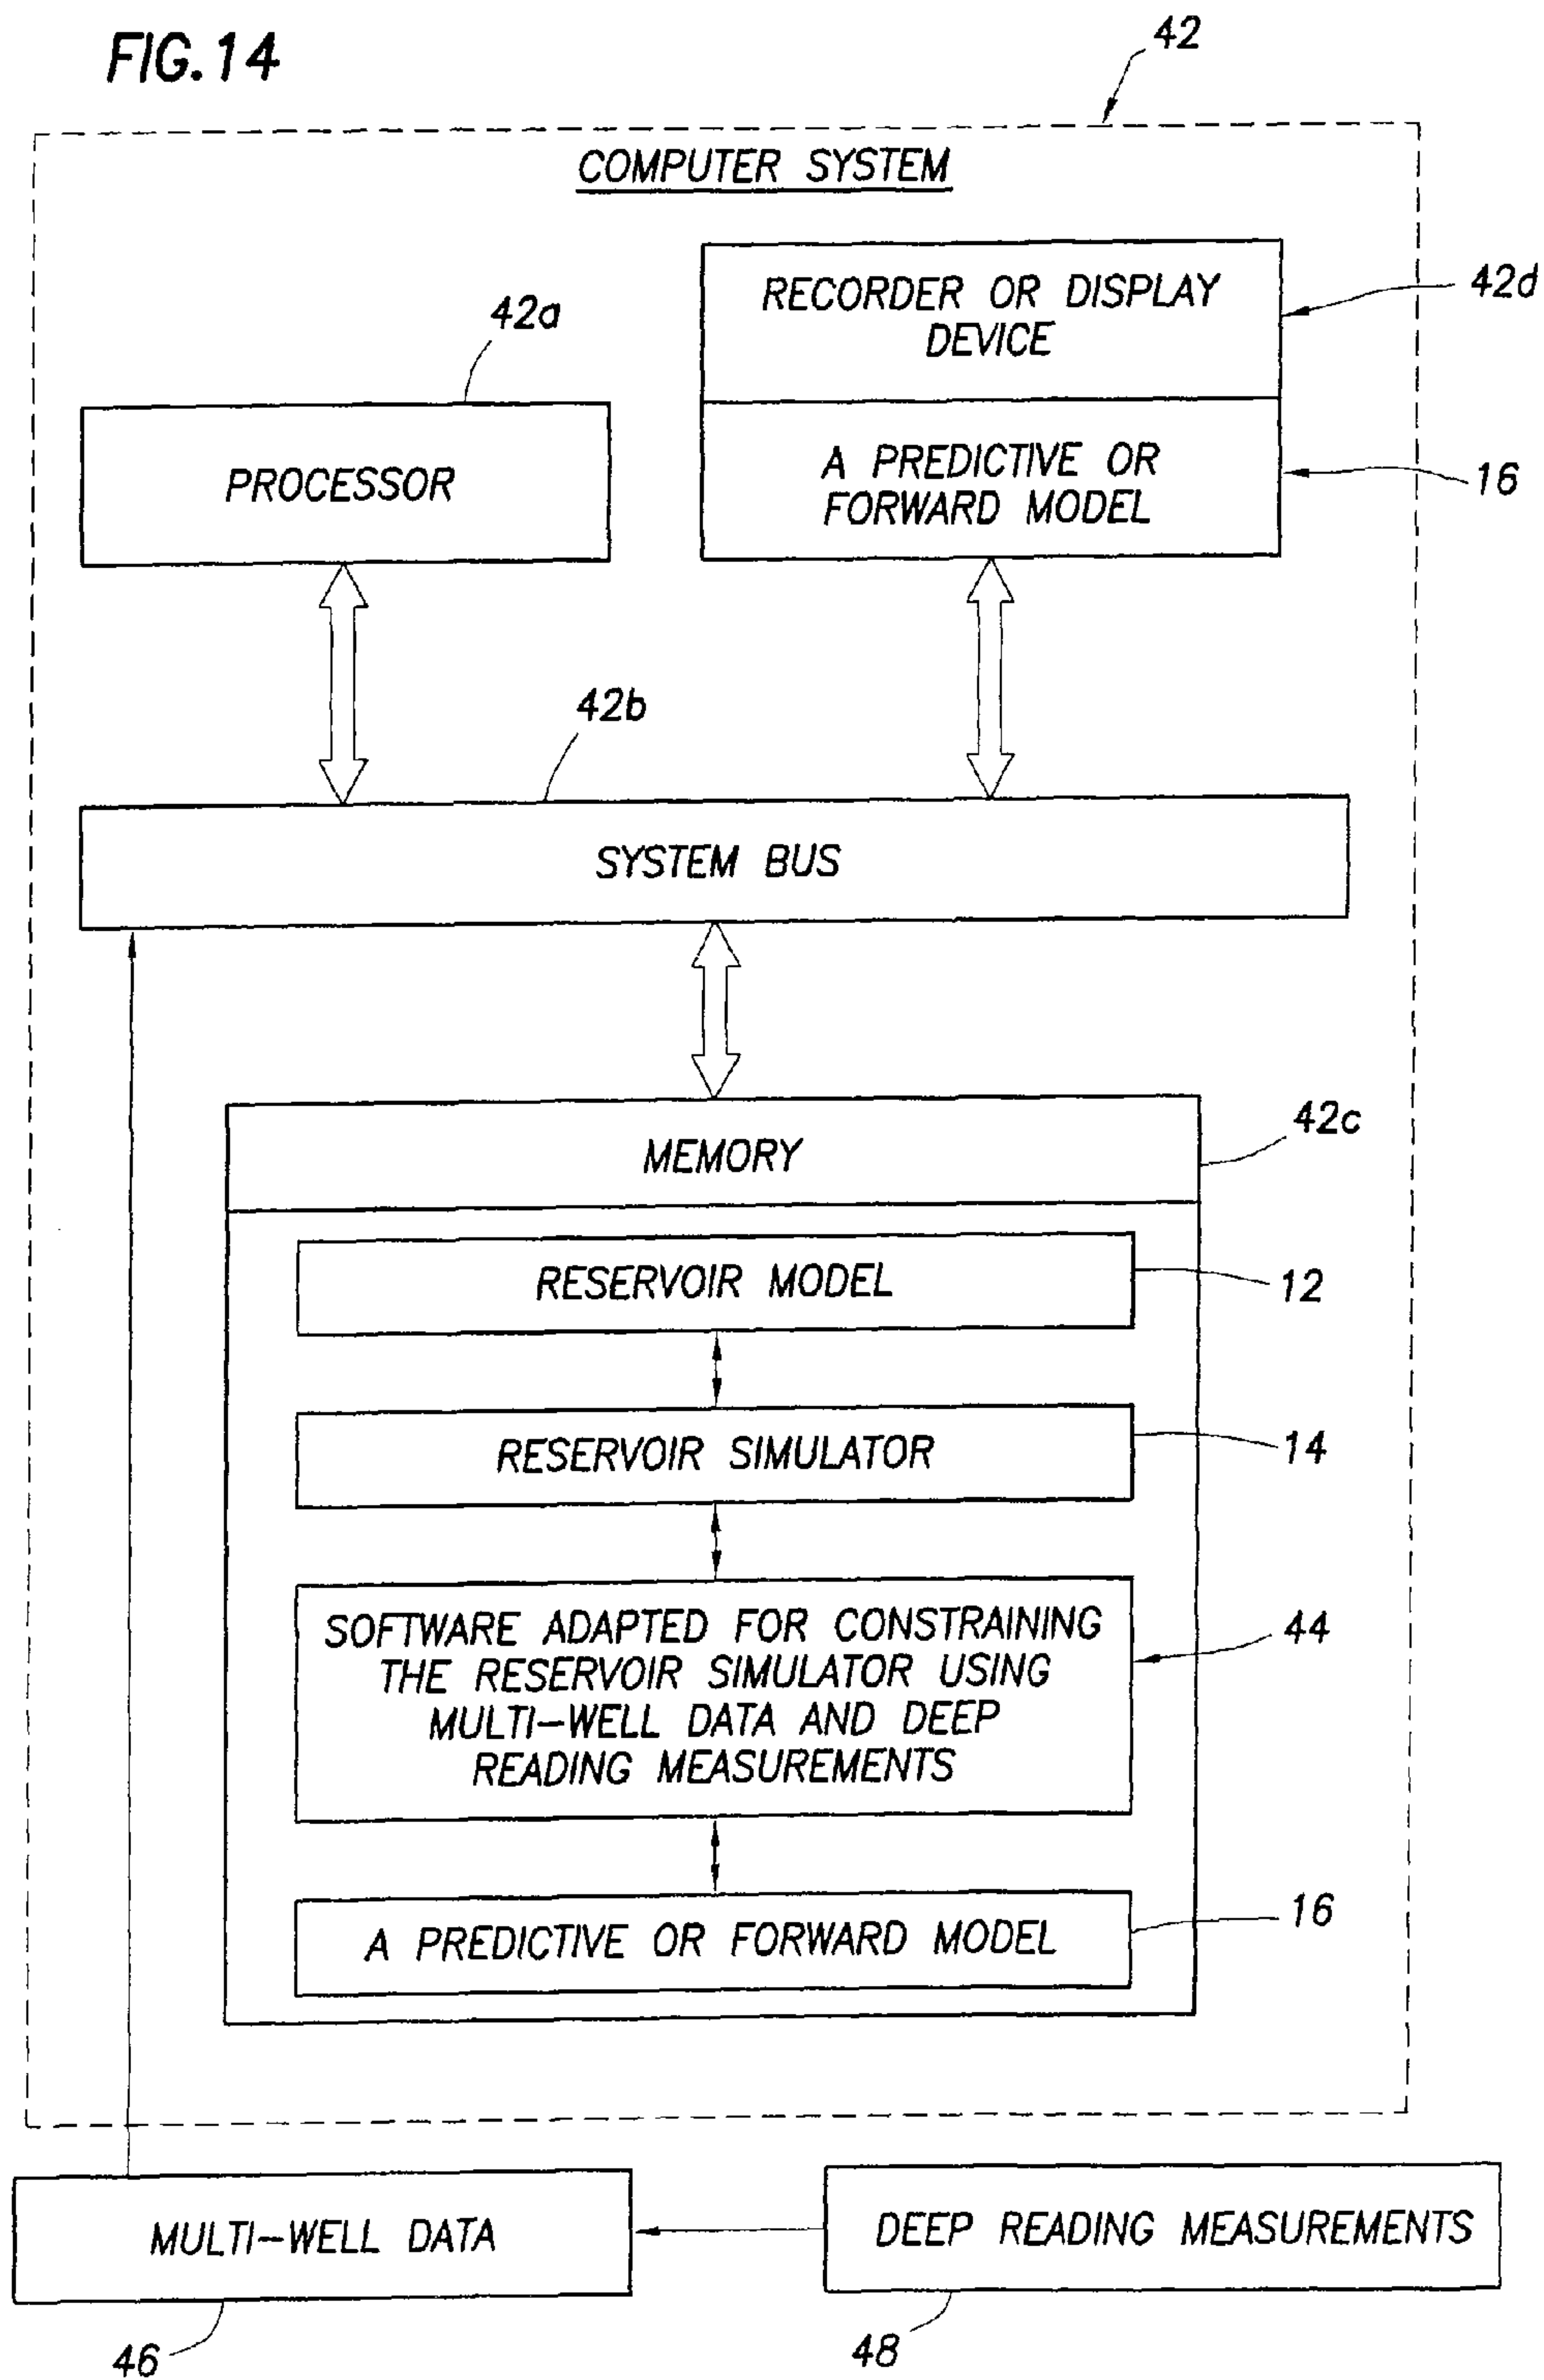 FIG.14
42
COMPUTER SYSTEM
RECORDER OR DISPLAY
DEVICE
42d
42a
PROCESSOR
A PREDICTIVE OR
FORWARD MODEL
16
42b
SYSTEM BUS
MEMORY
42c
RESERVOIR MODEL
12
RESERVOIR SIMULATOR
14
SOFTWARE ADAPTED FOR CONSTRAINING
THE RESERVOIR SIMULATOR USING
MULTI-WELL DATA AND DEEP
READING MEASUREMENTS
44
A PREDICTIVE OR FORWARD MODEL
16
MULTI-WELL DATA
DEEP READING MEASUREMENTS
46
48